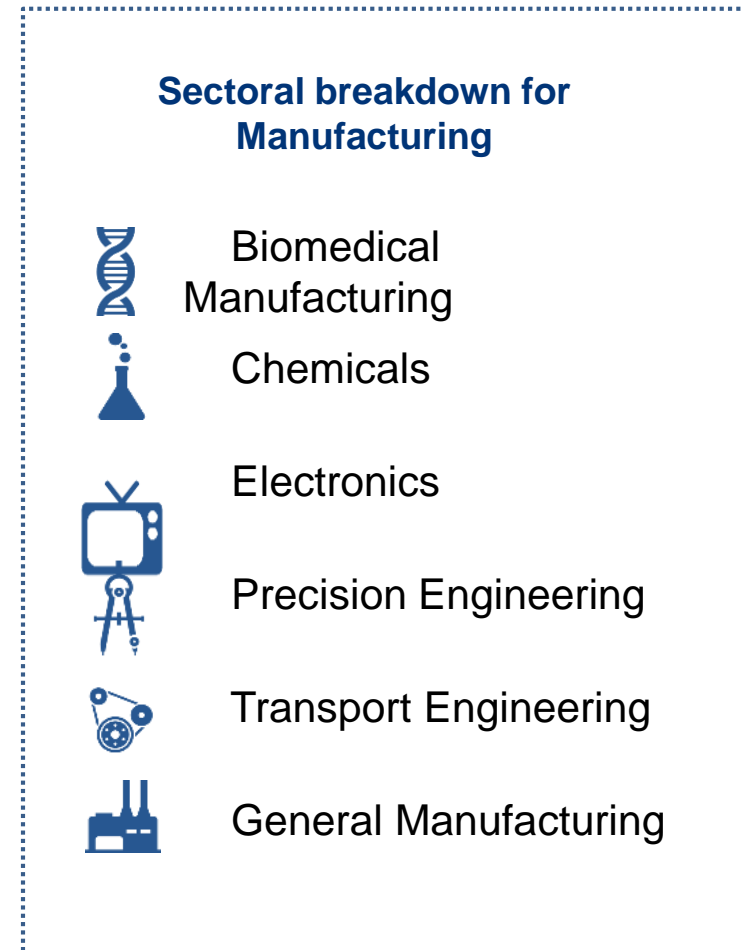 Sectoral breakdown for
Manufacturing
Biomedical
Manufacturing
Chemicals
Electronics
Precision Engineering
Transport Engineering
General Manufacturing